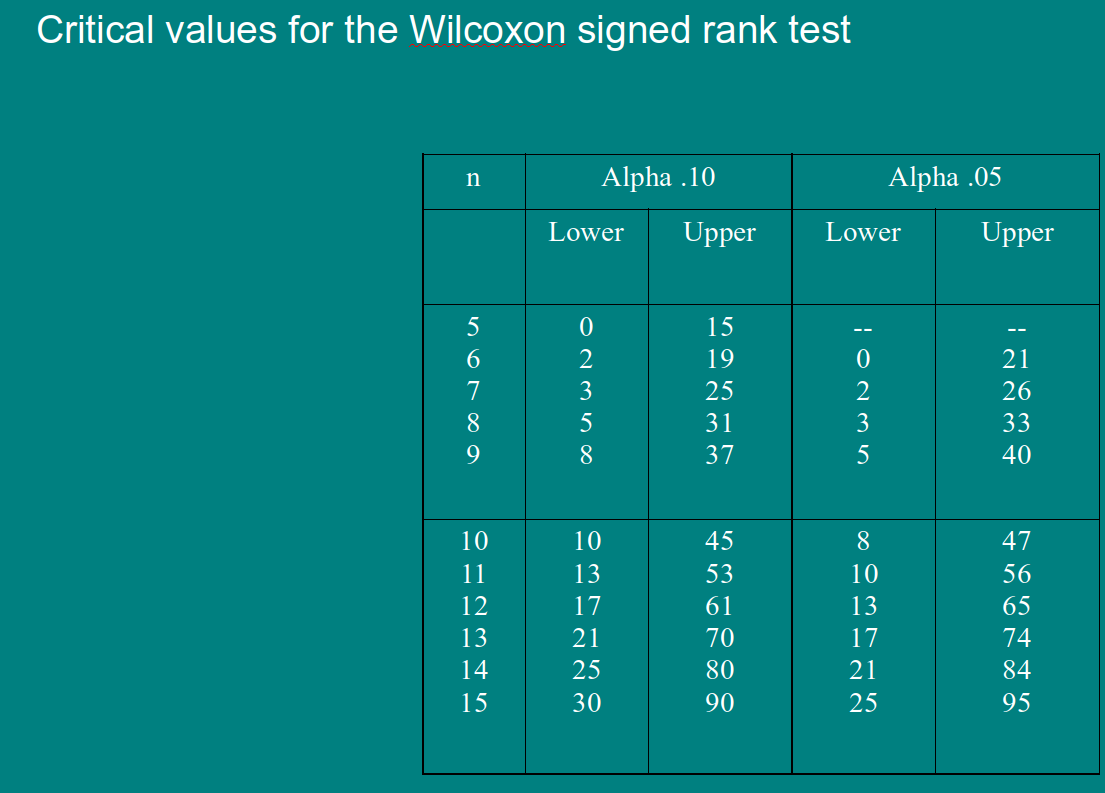 Critical values for the Wilcoxon signed rank test
n Alpha .10 Alpha .05
Lower Upper Lower Upper
5 0 15 -- --
6 2 19 0 21
7 3 25 2 26
8 5 31 3 33
9 8 37 5 40
10 10 45 8 47
11 13 53 10 56
12 17 61 13 65
13 21 70 17 74
14 25 80 21 84
15 30 90 25 95